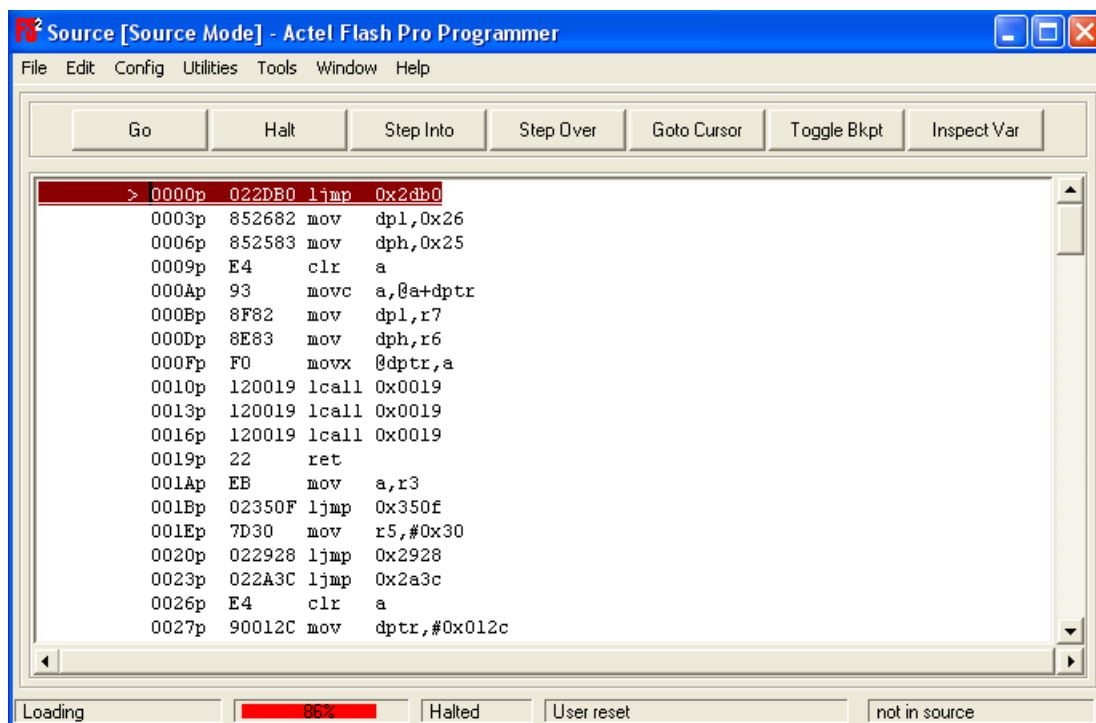 FS2 Source [Source Mode] - Actel Flash Pro Programmer
File Edit Config Utilities Tools Window Help
Go Halt Step Into Step Over Goto Cursor Toggle Bkpt Inspect Var
> 0000p 022DB0 ljmp 0x2db0
0003p 852682 mov dpl,0x26
0006p 852583 mov dph,0x25
0009p E4 clr a
000Ap 93 movc a,@a+dptr
000Bp 8F82 mov dpl,r7
000Dp 8E83 mov dph,r6
000Fp F0 movx @dptr,a
0010p 120019 lcall 0x0019
0013p 120019 lcall 0x0019
0016p 120019 lcall 0x0019
0019p 22 ret
001Ap EB mov a,r3
001Bp 02350F ljmp 0x350f
001Ep 7D30 mov r5,#0x30
0020p 022928 ljmp 0x2928
0023p 022A3C ljmp 0x2a3c
0026p E4 clr a
0027p 90012C mov dptr,#0x012c
Loading 86% Halted User reset not in source